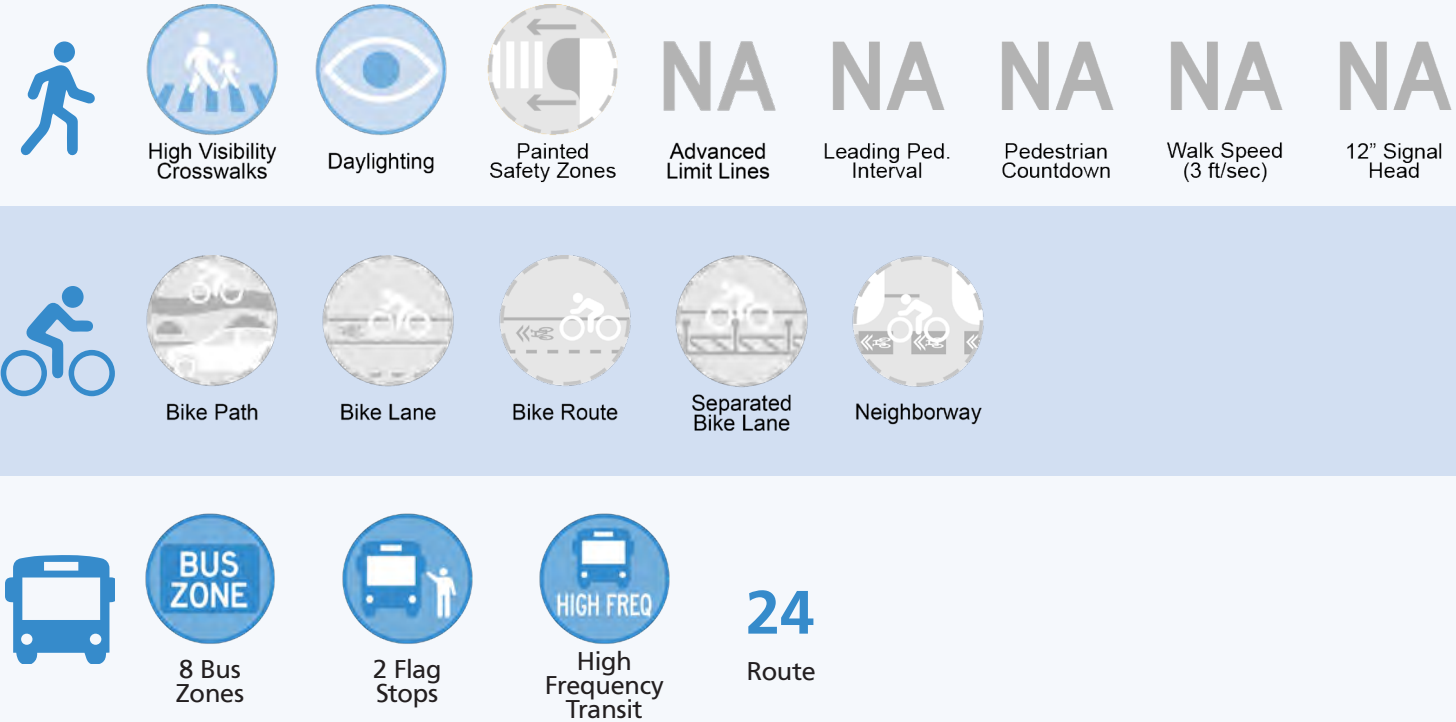 NA NA NA NA NA
High Visibility
Crosswalks
Daylighting
Painted
Safety Zones
Advanced
Limit Lines
Leading Ped.
Interval
Pedestrian
Countdown
Walk Speed
(3 ft/sec)
12” Signal
Head
Bike Path
Bike Lane
Bike Route
Separated
Bike Lane
Neighborway
BUS
ZONE
8 Bus
Zones
2 Flag
Stops
HIGH FREQ
High
Frequency
Transit
24
Route